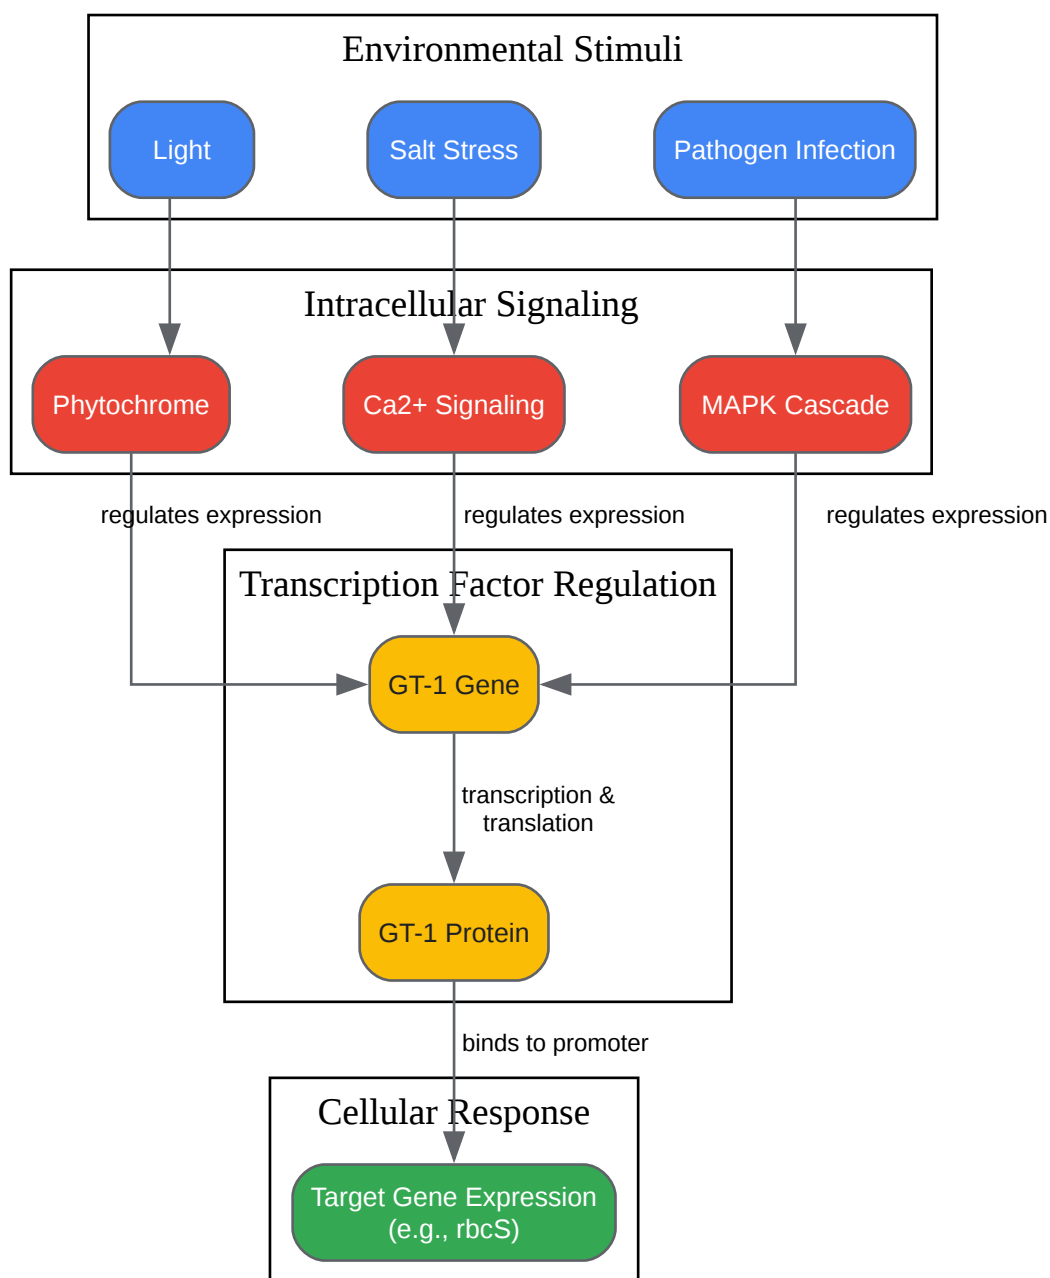 Environmental Stimuli
Light
Salt Stress
Pathogen Infection
Intracellular Signaling
Phytochrome
Ca2+ Signaling
MAPK Cascade
regulates expression
regulates expression
regulates expression
Transcription Factor Regulation
GT-1 Gene
transcription &
translation
GT-1 Protein
binds to promoter
Cellular Response
Target Gene Expression
(e.g., rbcS)